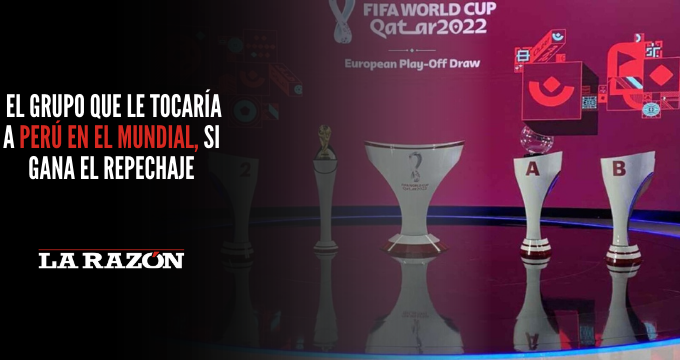 FIFA WORLD CUP
Qatar2022
European Play-Off Draw
EL GRUPO QUE LE TOCARÍA
A PERÚ EN EL MUNDIAL, SI
GANA EL REPECHAJE
LA RAZÓN
2
A
B